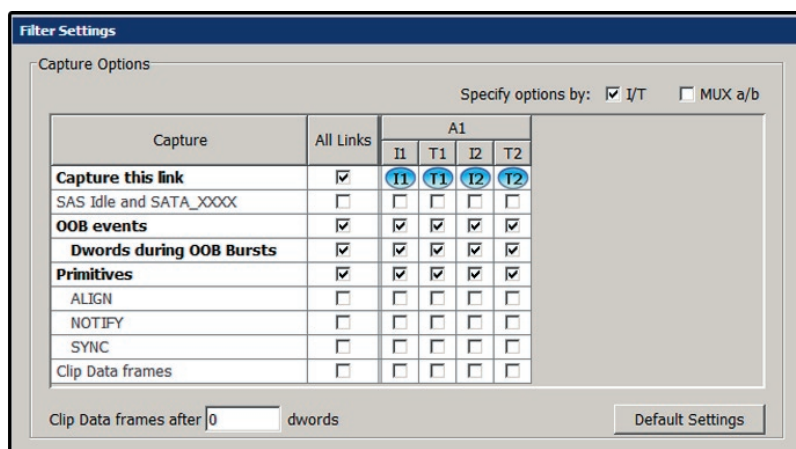 Filter Settings
Capture Options
Specify options by: I/T MUX a/b
Capture All Links A1
I1 T1 I2 T2
Capture this link I1 T1 I2 T2
SAS Idle and SATA_XXXX
OOB events
Dwords during OOB Bursts
Primitives
ALIGN
NOTIFY
SYNC
Clip Data frames
Clip Data frames after 0 dwords Default Settings